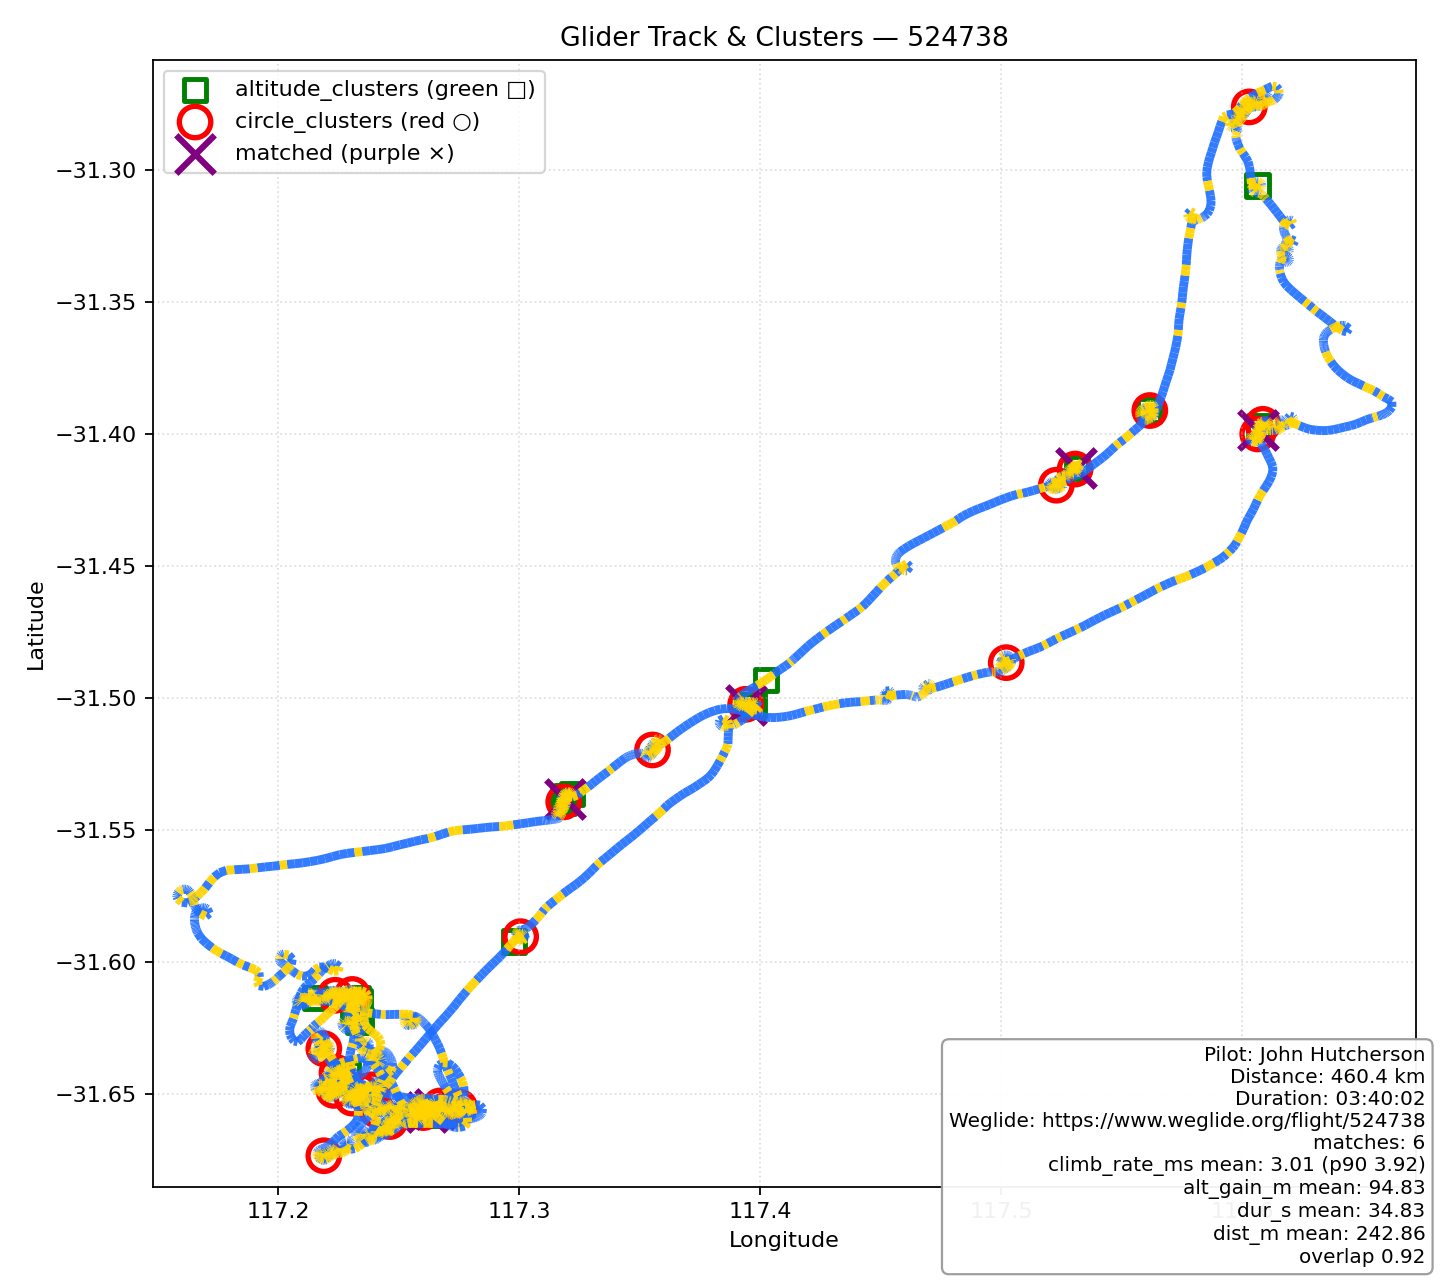 Glider Track & Clusters — 524738
altitude_clusters (green □)
circle_clusters (red ○)
matched (purple ×)
−31.30
−31.35
−31.40
−31.45
−31.50
−31.55
−31.60
−31.65
Latitude
117.2
117.3
117.4
117.5
Longitude
Pilot: John Hutcherson
Distance: 460.4 km
Duration: 03:40:02
Weglide: https://www.weglide.org/flight/524738
matches: 6
climb_rate_ms mean: 3.01 (p90 3.92)
alt_gain_m mean: 94.83
dur_s mean: 34.83
dist_m mean: 242.86
overlap 0.92